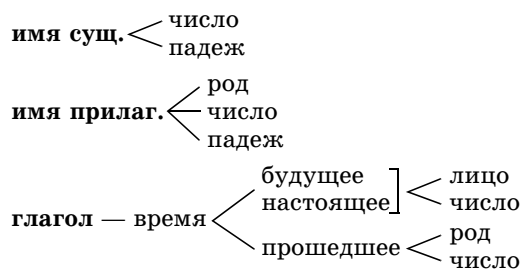 число
имя сущ.
падеж
род
имя прилаг. число
падеж
будущее лицо
настоящее число
глагол — время
род
прошедшее
число